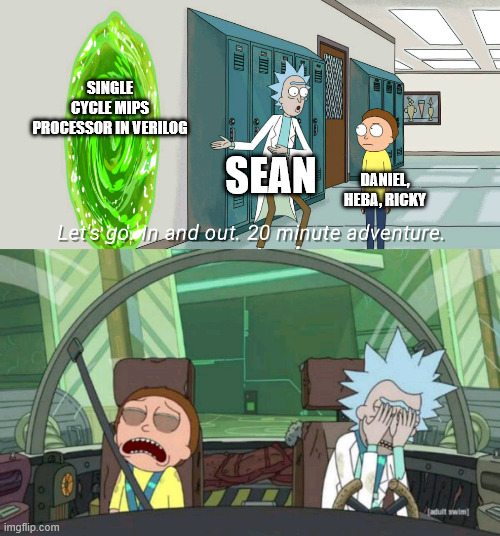 SINGLE
CYCLE MIPS
PROCESSOR IN VERILOG
SEAN
DANIEL,
HEBA, RICKY
Let's go. In and out. 20 minute adventure.
[adult swim]
imgflip.com